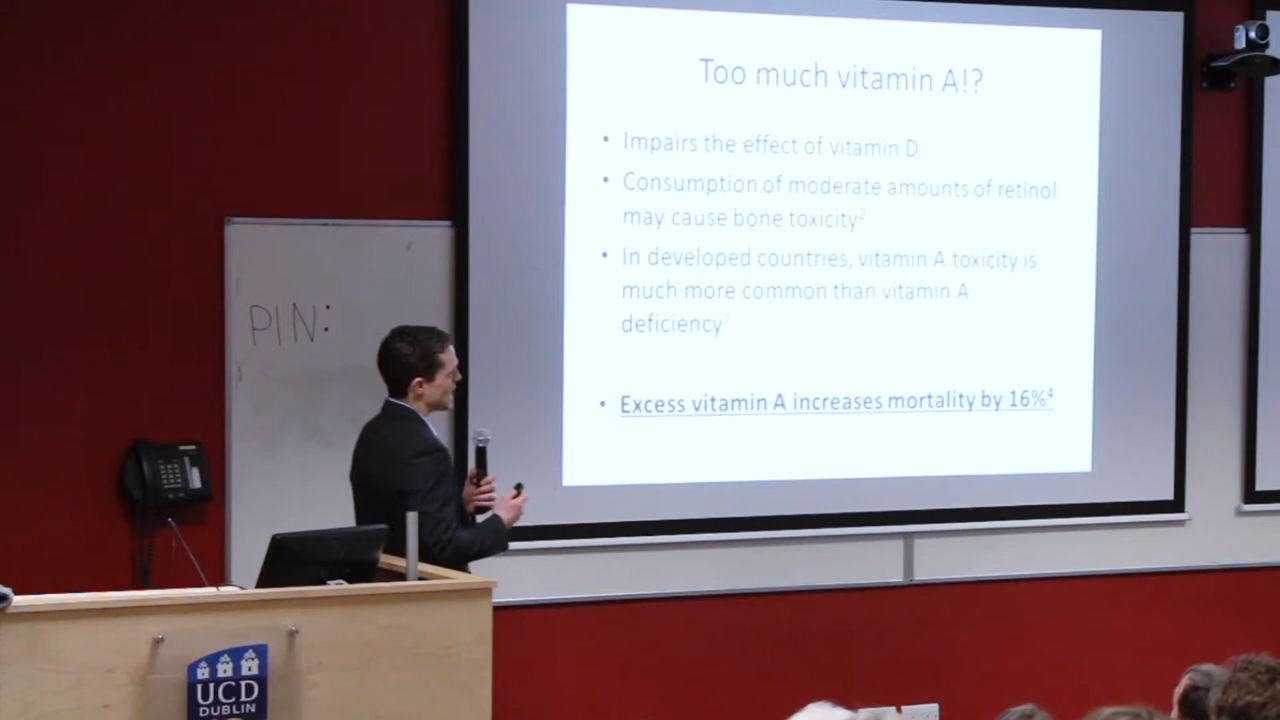 Too much vitamin A!?
• Impairs the effect of vitamin D
• Consumption of moderate amounts of retinol
may cause bone toxicity²
• In developed countries, vitamin A toxicity is
much more common than vitamin A
deficiency
• Excess vitamin A increases mortality by 16%⁴
PIN:
UCD
DUBLIN